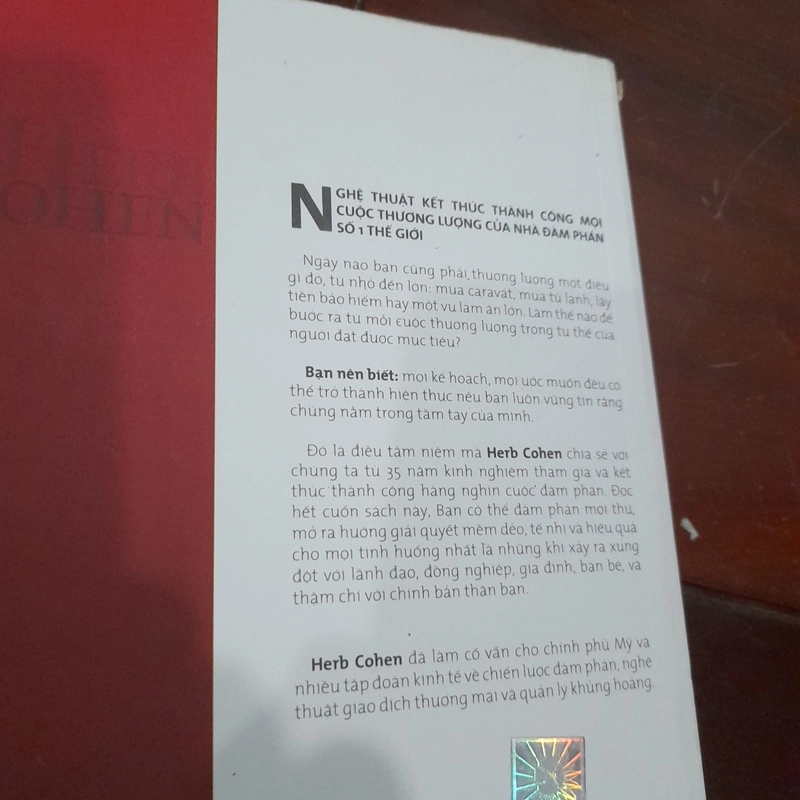 NGHỆ THUẬT KẾT THÚC THÀNH CÔNG MỌI
CUỘC THƯƠNG LƯỢNG CỦA NHÀ ĐÀM PHÁN
SỐ 1 THẾ GIỚI
Ngày nào bạn cũng phải thương lượng một điều
gì đó, từ nhỏ đến lớn: mua caravát, mua tủ lạnh, lấy
tiền bảo hiểm hay một vụ làm ăn lớn. Làm thế nào để
bước ra từ mỗi cuộc thương lượng trong tư thế của
người đạt được mục tiêu?
Bạn nên biết: mọi kế hoạch, mọi ước muốn đều có
thể trở thành hiện thực nếu bạn luôn vững tin rằng
chúng nằm trong tầm tay của mình.
Đó là điều tâm niệm mà Herb Cohen chia sẻ với
chúng ta từ 35 năm kinh nghiệm tham gia và kết
thúc thành công hàng nghìn cuộc đàm phán. Đọc
hết cuốn sách này, Bạn có thể đàm phán mọi thứ,
mở ra hướng giải quyết mềm dẻo, tế nhị và hiệu quả
cho mọi tình huống nhất là những khi xảy ra xung
đột với lãnh đạo, đồng nghiệp, gia đình, bạn bè, và
thậm chí với chính bản thân bạn.
Herb Cohen đã làm cố vấn cho chính phủ Mỹ và
nhiều tập đoàn kinh tế về chiến lược đàm phán, nghệ
thuật giao dịch thương mại và quản lý khủng hoảng.